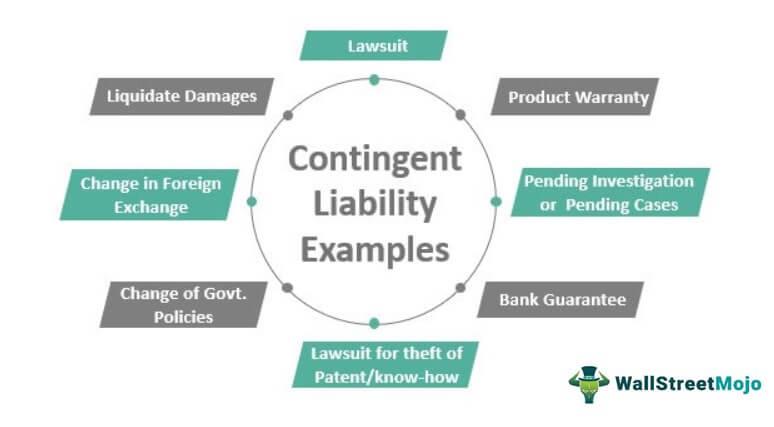 Lawsuit
Liquidate Damages
Product Warranty
Change in Foreign
Exchange
Contingent
Liability
Examples
Pending Investigation
or Pending Cases
Change of Govt.
Policies
Bank Guarantee
Lawsuit for theft of
Patent/know-how
WallStreetMojo